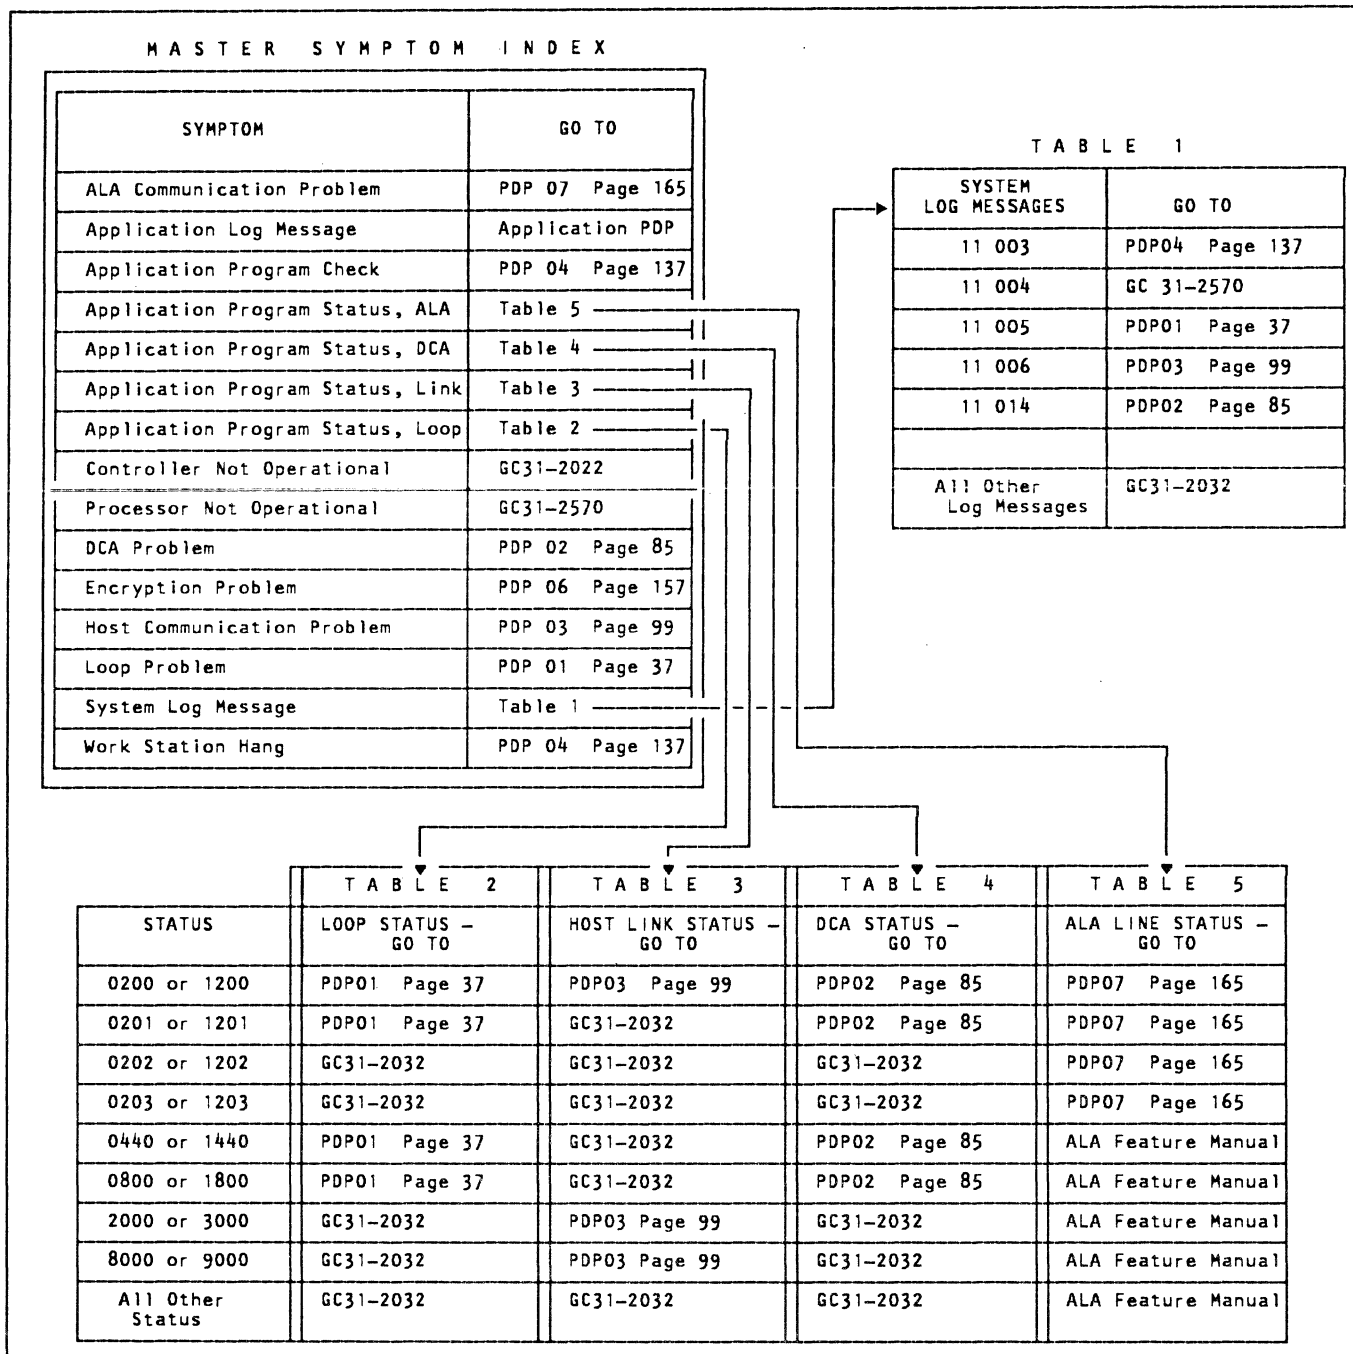 MASTER SYMPTOM INDEX
SYMPTOM GO TO
ALA Communication Problem PDP 07 Page 165
Application Log Message Application PDP
Application Program Check PDP 04 Page 137
Application Program Status, ALA Table 5
Application Program Status, DCA Table 4
Application Program Status, Link Table 3
Application Program Status, Loop Table 2
Controller Not Operational GC31-2022
Processor Not Operational GC31-2570
DCA Problem PDP 02 Page 85
Encryption Problem PDP 06 Page 157
Host Communication Problem PDP 03 Page 99
Loop Problem PDP 01 Page 37
System Log Message Table 1
Work Station Hang PDP 04 Page 137
TABLE 1
SYSTEM
LOG MESSAGES GO TO
11 003 PDP04 Page 137
11 004 GC 31-2570
11 005 PDP01 Page 37
11 006 PDP03 Page 99
11 014 PDP02 Page 85
All Other GC31-2032
Log Messages
TABLE 2 TABLE 3 TABLE 4 TABLE 5
STATUS LOOP STATUS – HOST LINK STATUS – DCA STATUS – ALA LINE STATUS –
GO TO GO TO GO TO GO TO
0200 or 1200 PDP01 Page 37 PDP03 Page 99 PDP02 Page 85 PDP07 Page 165
0201 or 1201 PDP01 Page 37 GC31-2032 PDP02 Page 85 PDP07 Page 165
0202 or 1202 GC31-2032 GC31-2032 GC31-2032 PDP07 Page 165
0203 or 1203 GC31-2032 GC31-2032 GC31-2032 PDP07 Page 165
0440 or 1440 PDP01 Page 37 GC31-2032 PDP02 Page 85 ALA Feature Manual
0800 or 1800 PDP01 Page 37 GC31-2032 PDP02 Page 85 ALA Feature Manual
2000 or 3000 GC31-2032 PDP03 Page 99 GC31-2032 ALA Feature Manual
8000 or 9000 GC31-2032 PDP03 Page 99 GC31-2032 ALA Feature Manual
All Other GC31-2032 GC31-2032 GC31-2032 ALA Feature Manual
Status